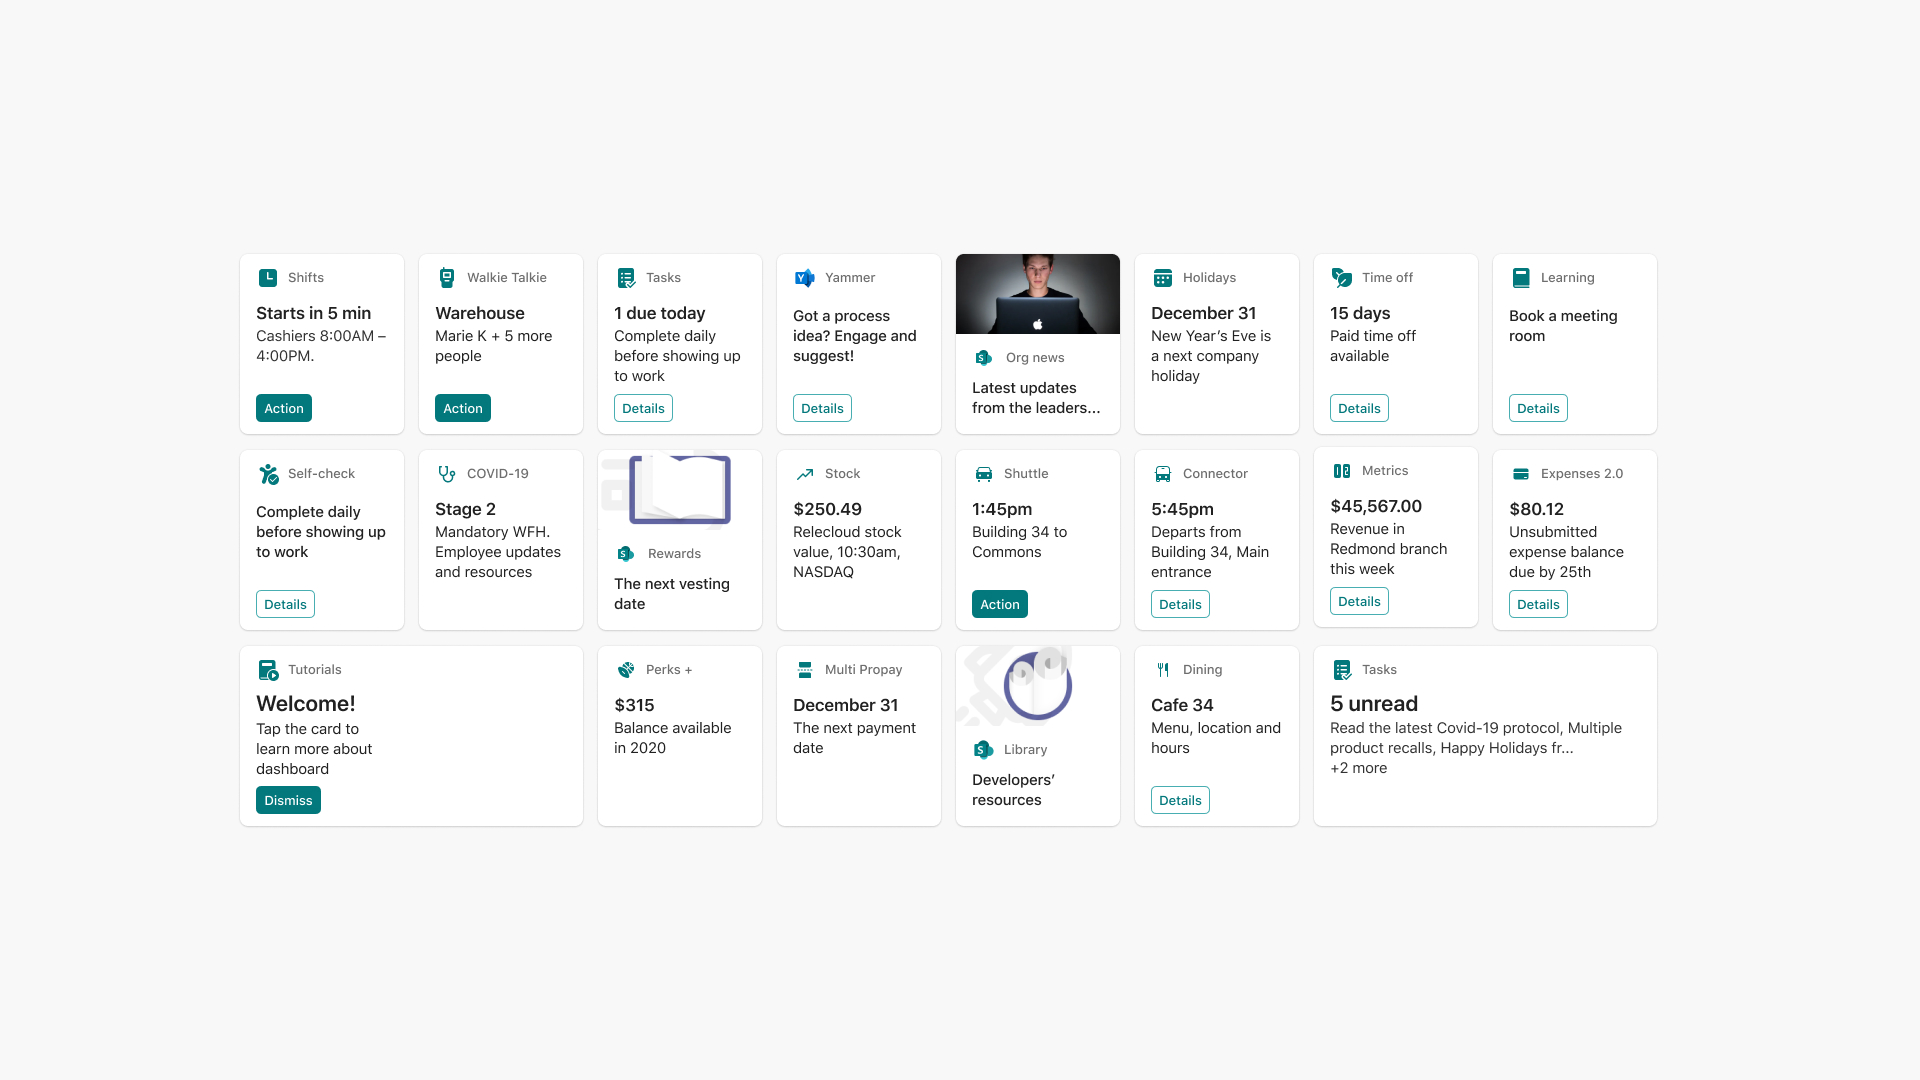 Shifts
Starts in 5 min
Cashiers 8:00AM –
4:00PM.
Action
Walkie Talkie
Warehouse
Marie K + 5 more
people
Action
Tasks
1 due today
Complete daily
before showing up
to work
Details
Yammer
Got a process
idea? Engage and
suggest!
Details
Org news
Latest updates
from the leaders...
Holidays
December 31
New Year's Eve is
a next company
holiday
Time off
15 days
Paid time off
available
Details
Learning
Book a meeting
room
Details
Self-check
Complete daily
before showing up
to work
Details
COVID-19
Stage 2
Mandatory WFH.
Employee updates
and resources
Rewards
The next vesting
date
Stock
$250.49
Relecloud stock
value, 10:30am,
NASDAQ
Shuttle
1:45pm
Building 34 to
Commons
Action
Connector
5:45pm
Departs from
Building 34, Main
entrance
Details
Metrics
$45,567.00
Revenue in
Redmond branch
this week
Details
Expenses 2.0
$80.12
Unsubmitted
expense balance
due by 25th
Details
Tutorials
Welcome!
Tap the card to
learn more about
dashboard
Dismiss
Perks +
$315
Balance available
in 2020
Multi Propay
December 31
The next payment
date
Library
Developers'
resources
Dining
Cafe 34
Menu, location and
hours
Details
Tasks
5 unread
Read the latest Covid-19 protocol, Multiple
product recalls, Happy Holidays fr...
+2 more